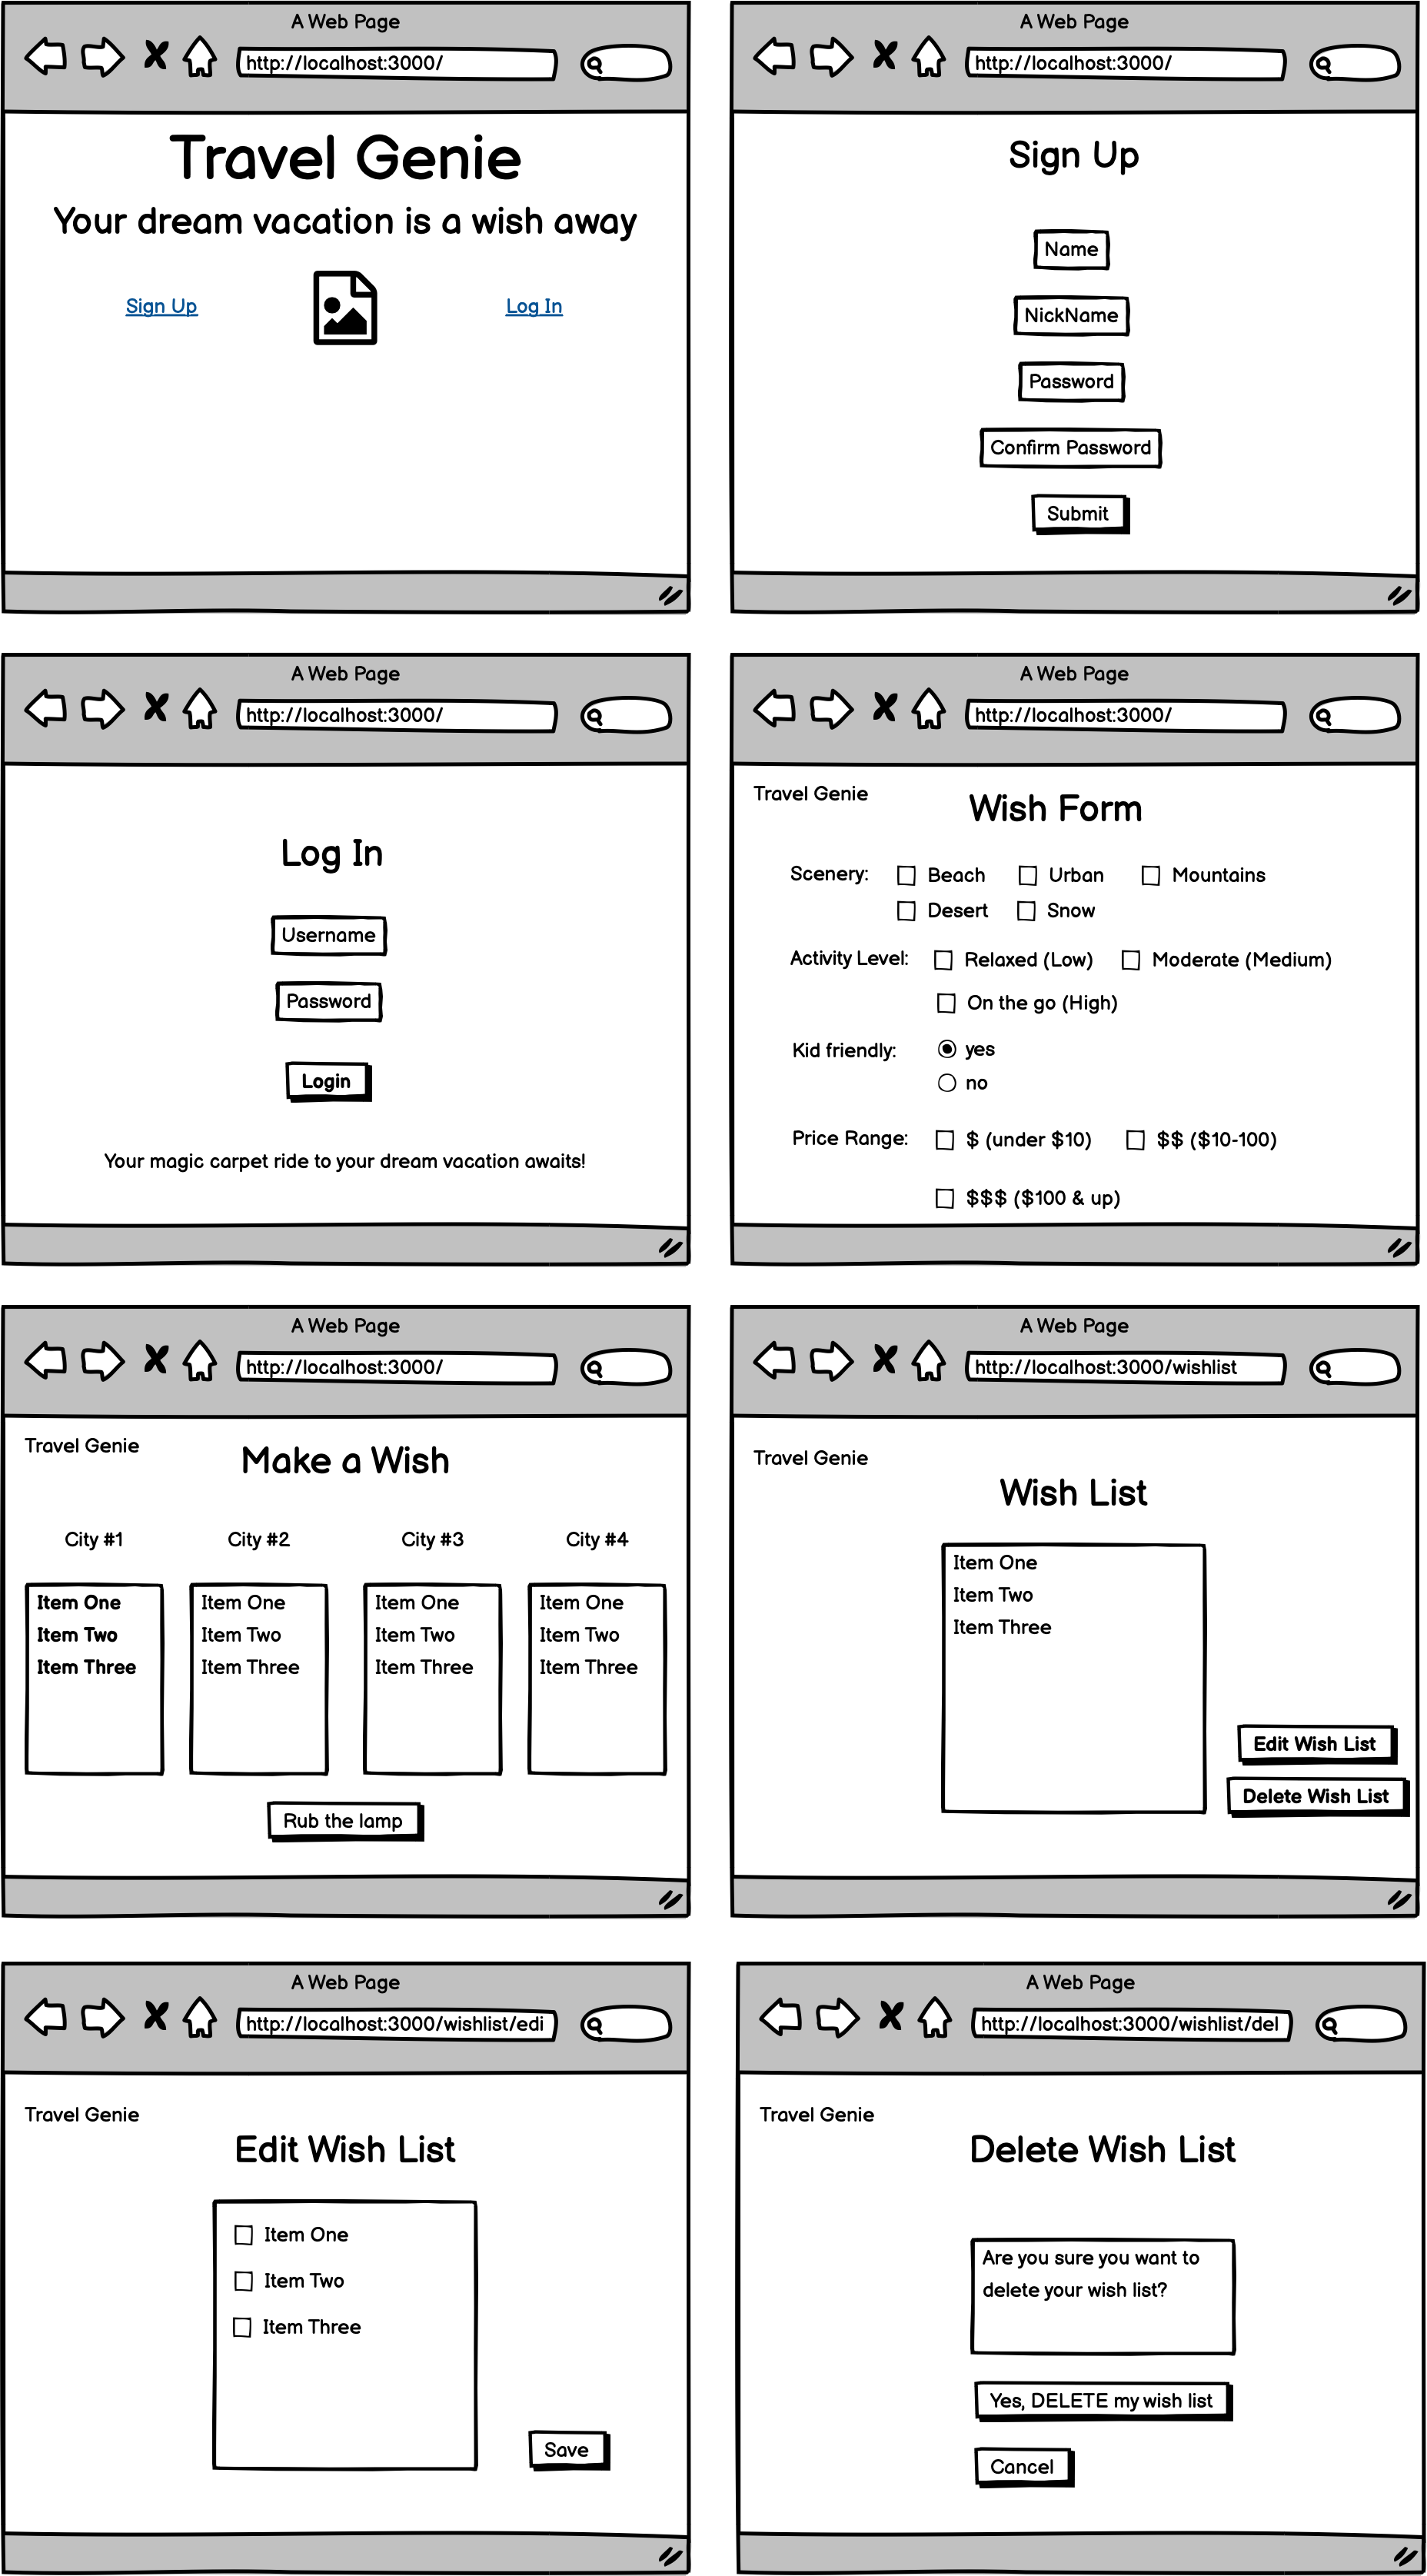 A Web Page
http://localhost:3000/
Travel Genie
Your dream vacation is a wish away
Sign Up
Log In
A Web Page
http://localhost:3000/
Sign Up
Name
NickName
Password
Confirm Password
Submit
A Web Page
http://localhost:3000/
Log In
Username
Password
Login
Your magic carpet ride to your dream vacation awaits!
A Web Page
http://localhost:3000/
Travel Genie
Wish Form
Scenery: Beach Urban Mountains
Desert Snow
Activity Level: Relaxed (Low) Moderate (Medium)
On the go (High)
Kid friendly: yes
no
Price Range: $ (under $10) $$ ($10-100)
$$$ ($100 & up)
A Web Page
http://localhost:3000/
Travel Genie
Make a Wish
City #1 City #2 City #3 City #4
Item One Item One Item One Item One
Item Two Item Two Item Two Item Two
Item Three Item Three Item Three Item Three
Rub the lamp
A Web Page
http://localhost:3000/wishlist
Travel Genie
Wish List
Item One
Item Two
Item Three
Edit Wish List
Delete Wish List
A Web Page
http://localhost:3000/wishlist/edi
Travel Genie
Edit Wish List
Item One
Item Two
Item Three
Save
A Web Page
http://localhost:3000/wishlist/del
Travel Genie
Delete Wish List
Are you sure you want to
delete your wish list?
Yes, DELETE my wish list
Cancel